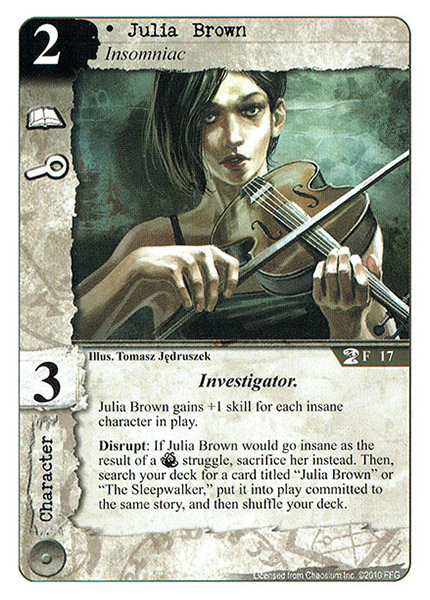 2
• Julia Brown
Insomniac
Illus. Tomasz Jędruszek
F 17
3
Investigator.
Julia Brown gains +1 skill for each insane
character in play.
Disrupt: If Julia Brown would go insane as the
result of a struggle, sacrifice her instead. Then,
search your deck for a card titled “Julia Brown” or
“The Sleepwalker,” put it into play committed to
the same story, and then shuffle your deck.
Character
Licensed from Chaosium Inc. ©2010 FFG